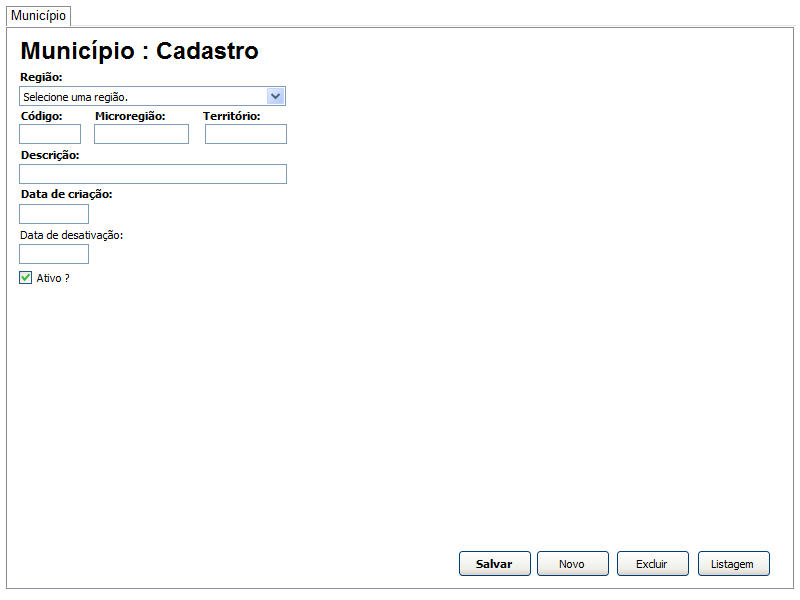 Município
Município : Cadastro
Região:
Selecione uma região.
Código: Microregião: Território:
Descrição:
Data de criação:
Data de desativação:
Ativo ?
Salvar Novo Excluir Listagem